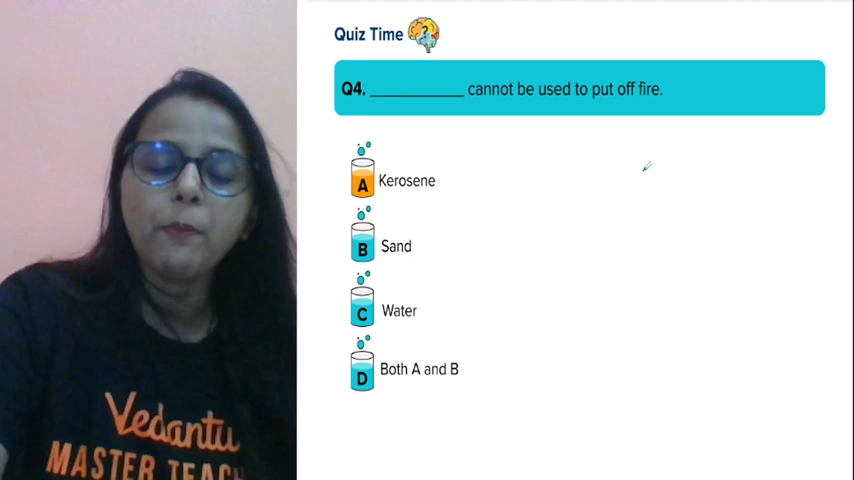 Quiz Time
?
Q4. ____________ cannot be used to put off fire.
A Kerosene
B Sand
C Water
D Both A and B
Vedantu
MASTER TEACH